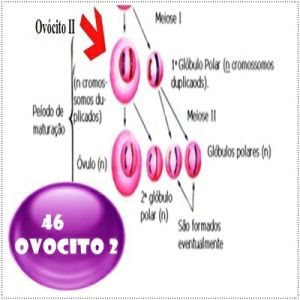 Ovócito II
Meiose I
(n cromos-
somos du-
plicados)
1º Glóbulo Polar (n cromossomos
duplicaods).
Período de
maturação
Meiose II
Óvulo (n)
Glóbulos polares (n)
2º glóbulo
polar (n)
São formados
eventualmente
46
OVOCITO 2